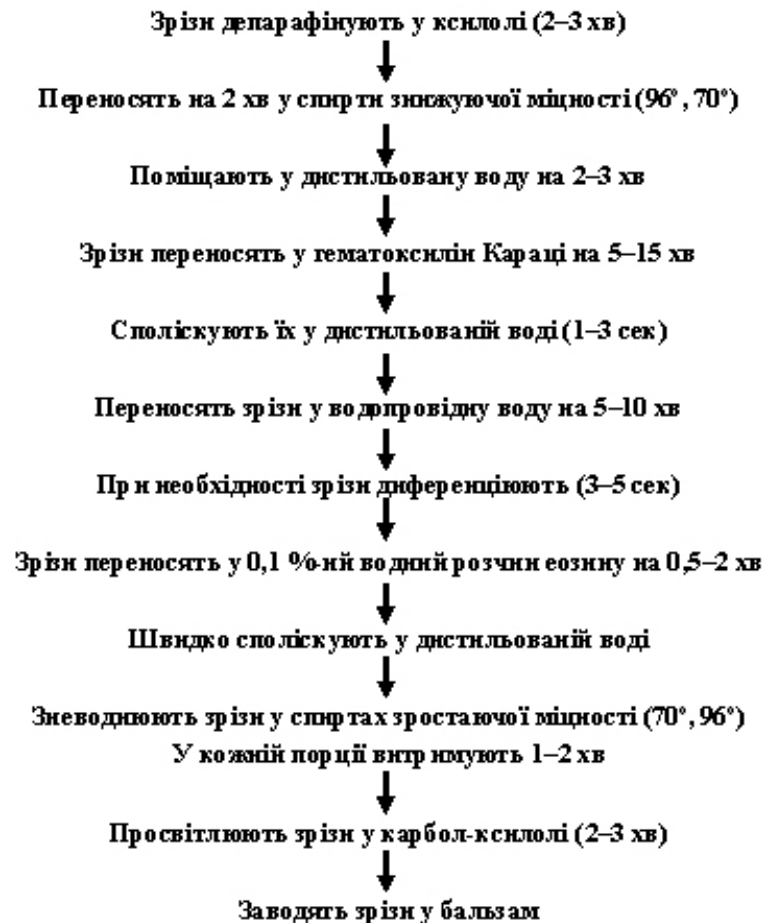 Зрізи депарафінують у ксилолі (2–3 хв)
Переносять на 2 хв у спирти знижуючої міцності (96°, 70°)
Поміщають у дистильовану воду на 2–3 хв
Зрізи переносять у гематоксилін Караці на 5–15 хв
Споліскують їх у дистильованій воді (1–3 сек)
Переносять зрізи у водопровідну воду на 5–10 хв
При необхідності зрізи диференціюють (3–5 сек)
Зрізи переносять у 0,1 %-ий водний розчин еозину на 0,5–2 хв
Швидко споліскують у дистильованій воді
Зневоднюють зрізи у спиртах зростаючої міцності (70°, 96°)
У кожній порції витримують 1–2 хв
Просвітлюють зрізи у карбол-ксилолі (2–3 хв)
Заводять зрізи у бальзам